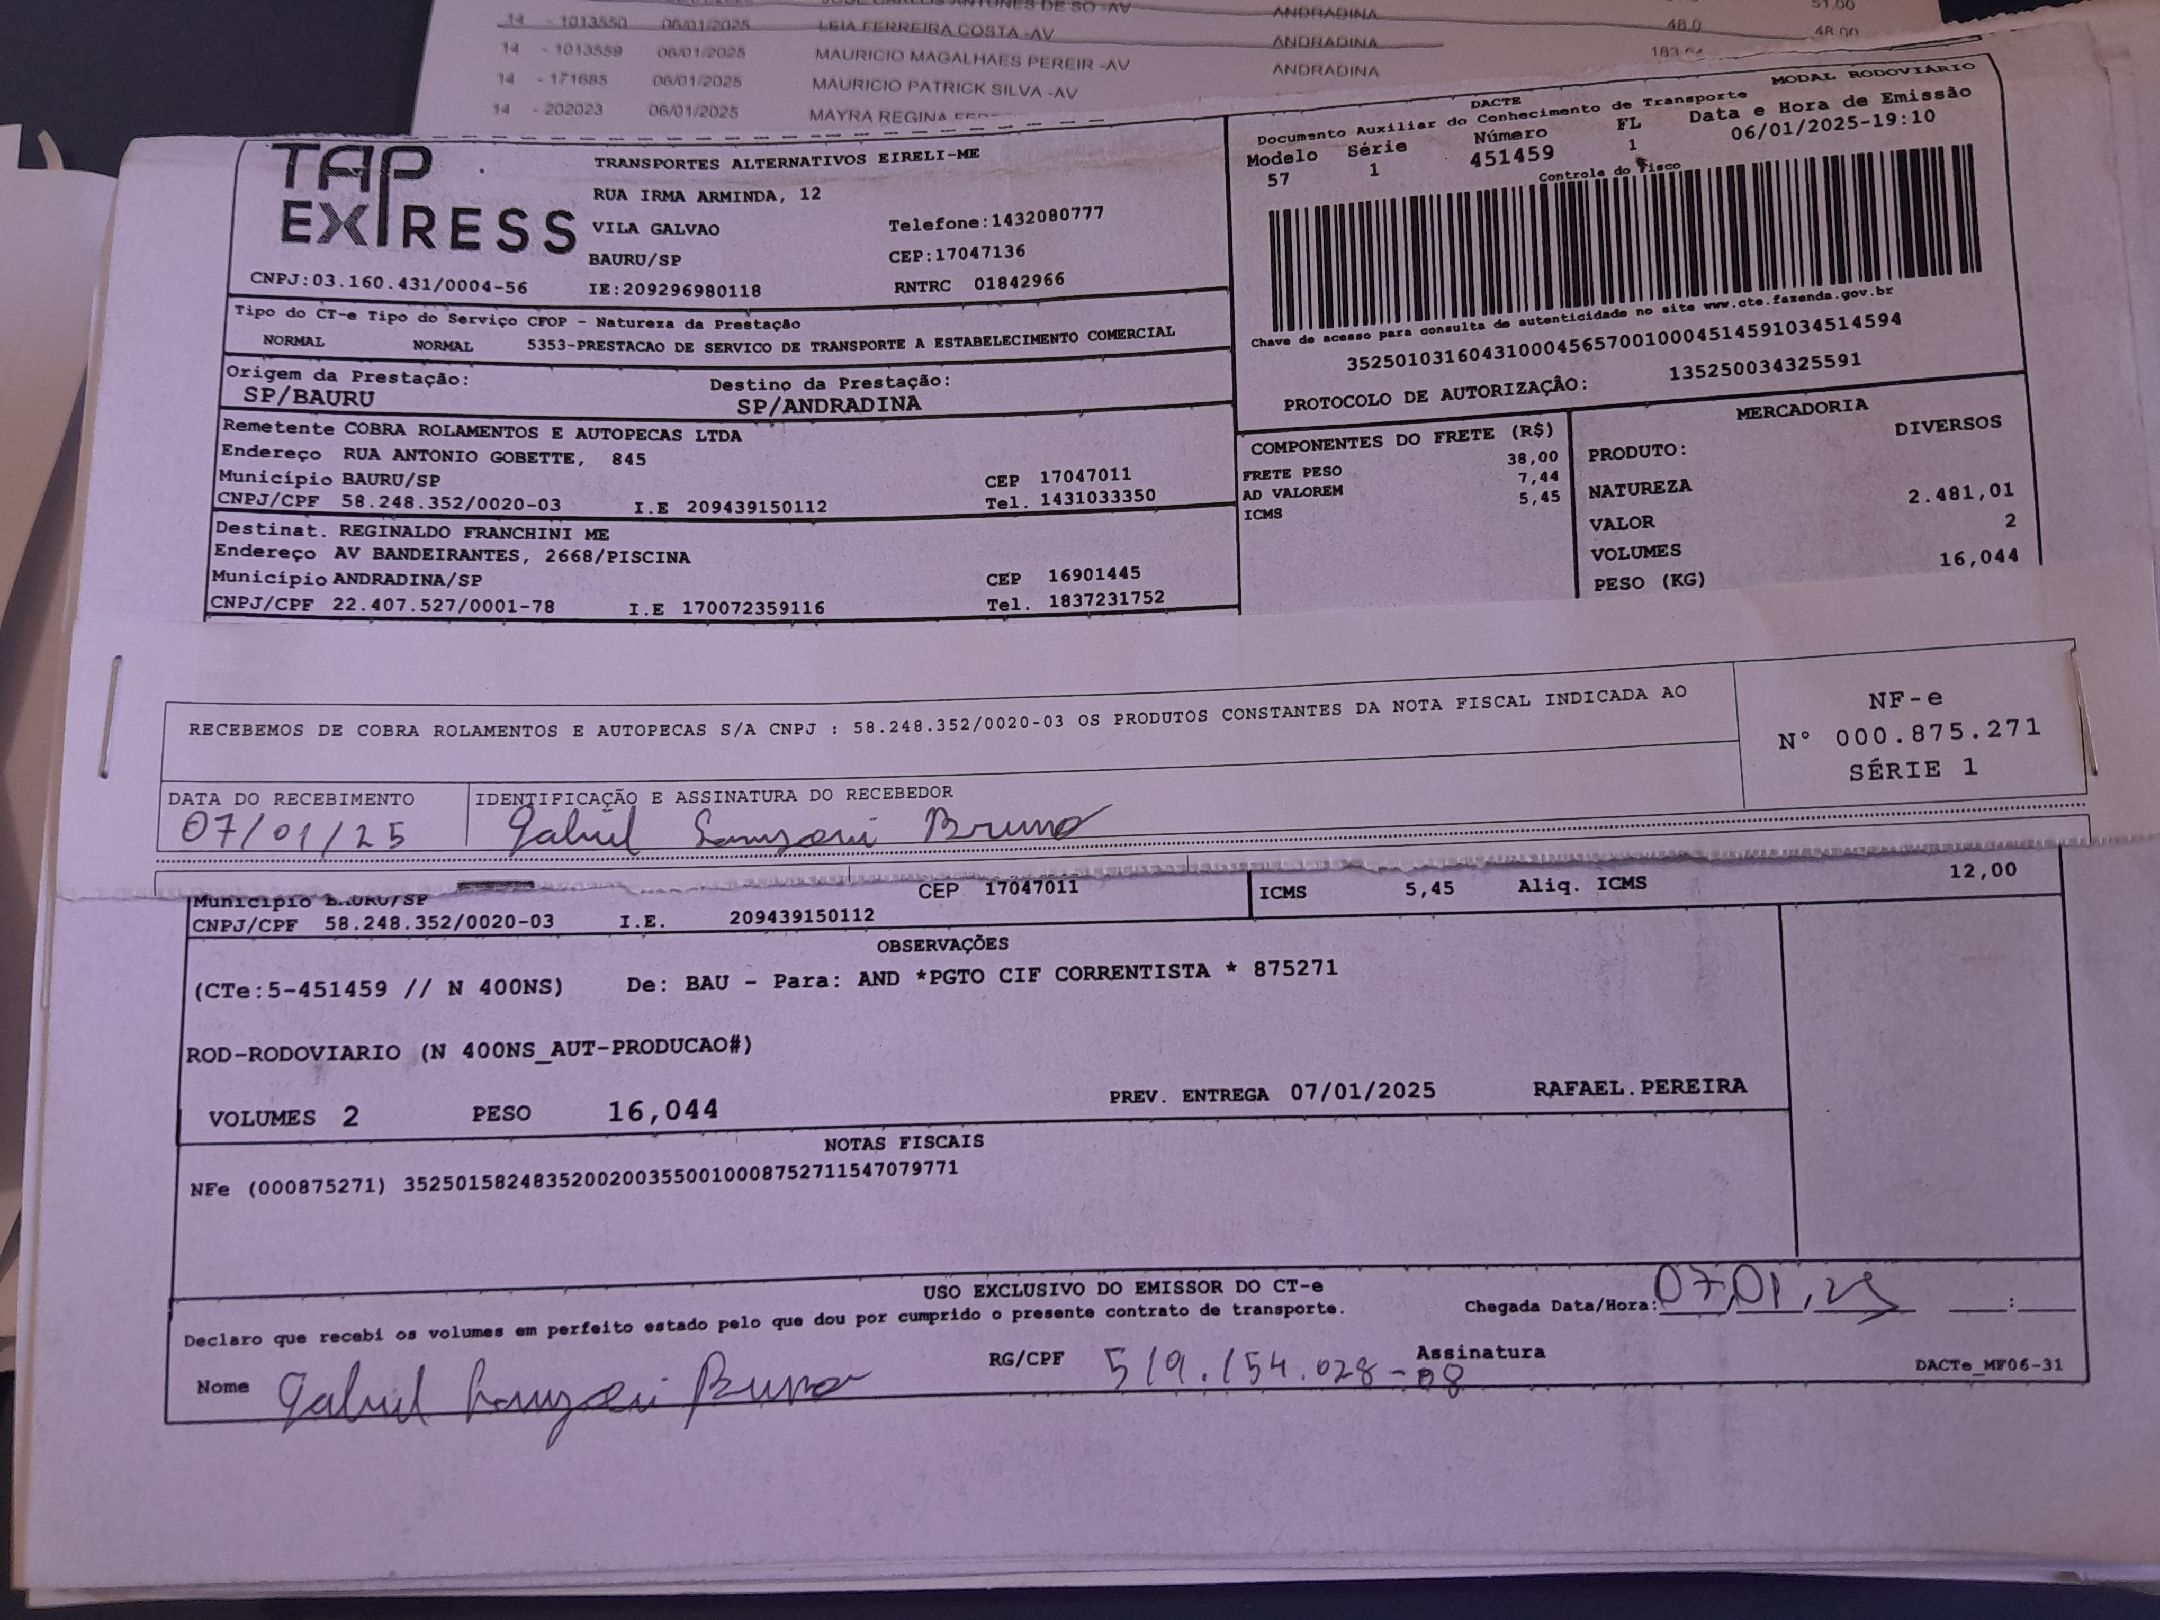 14 - 1013550 06/01/2025 LEIA FERREIRA COSTA -AV ANDRADINA 48.0 48.00
14 - 1013559 06/01/2025 MAURICIO MAGALHAES PEREIR -AV ANDRADINA
14 - 171685 06/01/2025 MAURICIO PATRICK SILVA -AV ANDRADINA
14 - 202023 06/01/2025 MAYRA REGINA
TAP EXPRESS
TRANSPORTES ALTERNATIVOS EIRELI-ME
RUA IRMA ARMINDA, 12
VILA GALVAO Telefone:1432080777
BAURU/SP CEP:17047136
CNPJ:03.160.431/0004-56 IE:209296980118 RNTRC 01842966
DACTE MODAL RODOVIÁRIO
Documento Auxiliar do Conhecimento de Transporte
Modelo Série Número FL Data e Hora de Emissão
57 1 451459 1 06/01/2025-19:10
Controle do Fisco
Chave de acesso para consulta de autenticidade no site www.cte.fazenda.gov.br
35250103160431000456570010004514591034514594
PROTOCOLO DE AUTORIZAÇÃO: 135250034325591
Tipo do CT-e Tipo do Serviço CFOP - Natureza da Prestação
NORMAL NORMAL 5353-PRESTACAO DE SERVICO DE TRANSPORTE A ESTABELECIMENTO COMERCIAL
Origem da Prestação: Destino da Prestação:
SP/BAURU SP/ANDRADINA
Remetente COBRA ROLAMENTOS E AUTOPECAS LTDA
Endereço RUA ANTONIO GOBETTE, 845
Município BAURU/SP CEP 17047011
CNPJ/CPF 58.248.352/0020-03 I.E 209439150112 Tel. 1431033350
Destinat. REGINALDO FRANCHINI ME
Endereço AV BANDEIRANTES, 2668/PISCINA
Município ANDRADINA/SP CEP 16901445
CNPJ/CPF 22.407.527/0001-78 I.E 170072359116 Tel. 1837231752
COMPONENTES DO FRETE (R$)
FRETE PESO 38,00
AD VALOREM 7,44
ICMS 5,45
MERCADORIA
PRODUTO: DIVERSOS
NATUREZA
VALOR 2.481,01
VOLUMES 2
PESO (KG) 16,044
RECEBEMOS DE COBRA ROLAMENTOS E AUTOPECAS S/A CNPJ : 58.248.352/0020-03 OS PRODUTOS CONSTANTES DA NOTA FISCAL INDICADA AO
NF-e
N° 000.875.271
SÉRIE 1
DATA DO RECEBIMENTO IDENTIFICAÇÃO E ASSINATURA DO RECEBEDOR
07/01/25 Bruno
Município BAURU/SP CEP 17047011 ICMS 5,45 Aliq. ICMS 12,00
CNPJ/CPF 58.248.352/0020-03 I.E. 209439150112
OBSERVAÇÕES
(CTe:5-451459 // N 400NS) De: BAU - Para: AND *PGTO CIF CORRENTISTA * 875271
ROD-RODOVIARIO (N 400NS_AUT-PRODUCAO#)
VOLUMES 2 PESO 16,044 PREV. ENTREGA 07/01/2025 RAFAEL.PEREIRA
NOTAS FISCAIS
NFe (000875271) 35250158248352002003550010008752711547079771
USO EXCLUSIVO DO EMISSOR DO CT-e
Declaro que recebi os volumes em perfeito estado pelo que dou por cumprido o presente contrato de transporte. Chegada Data/Hora: 07,01,25 :
Nome Bruno RG/CPF 519.154.028-08 Assinatura
DACTe_MF06-31